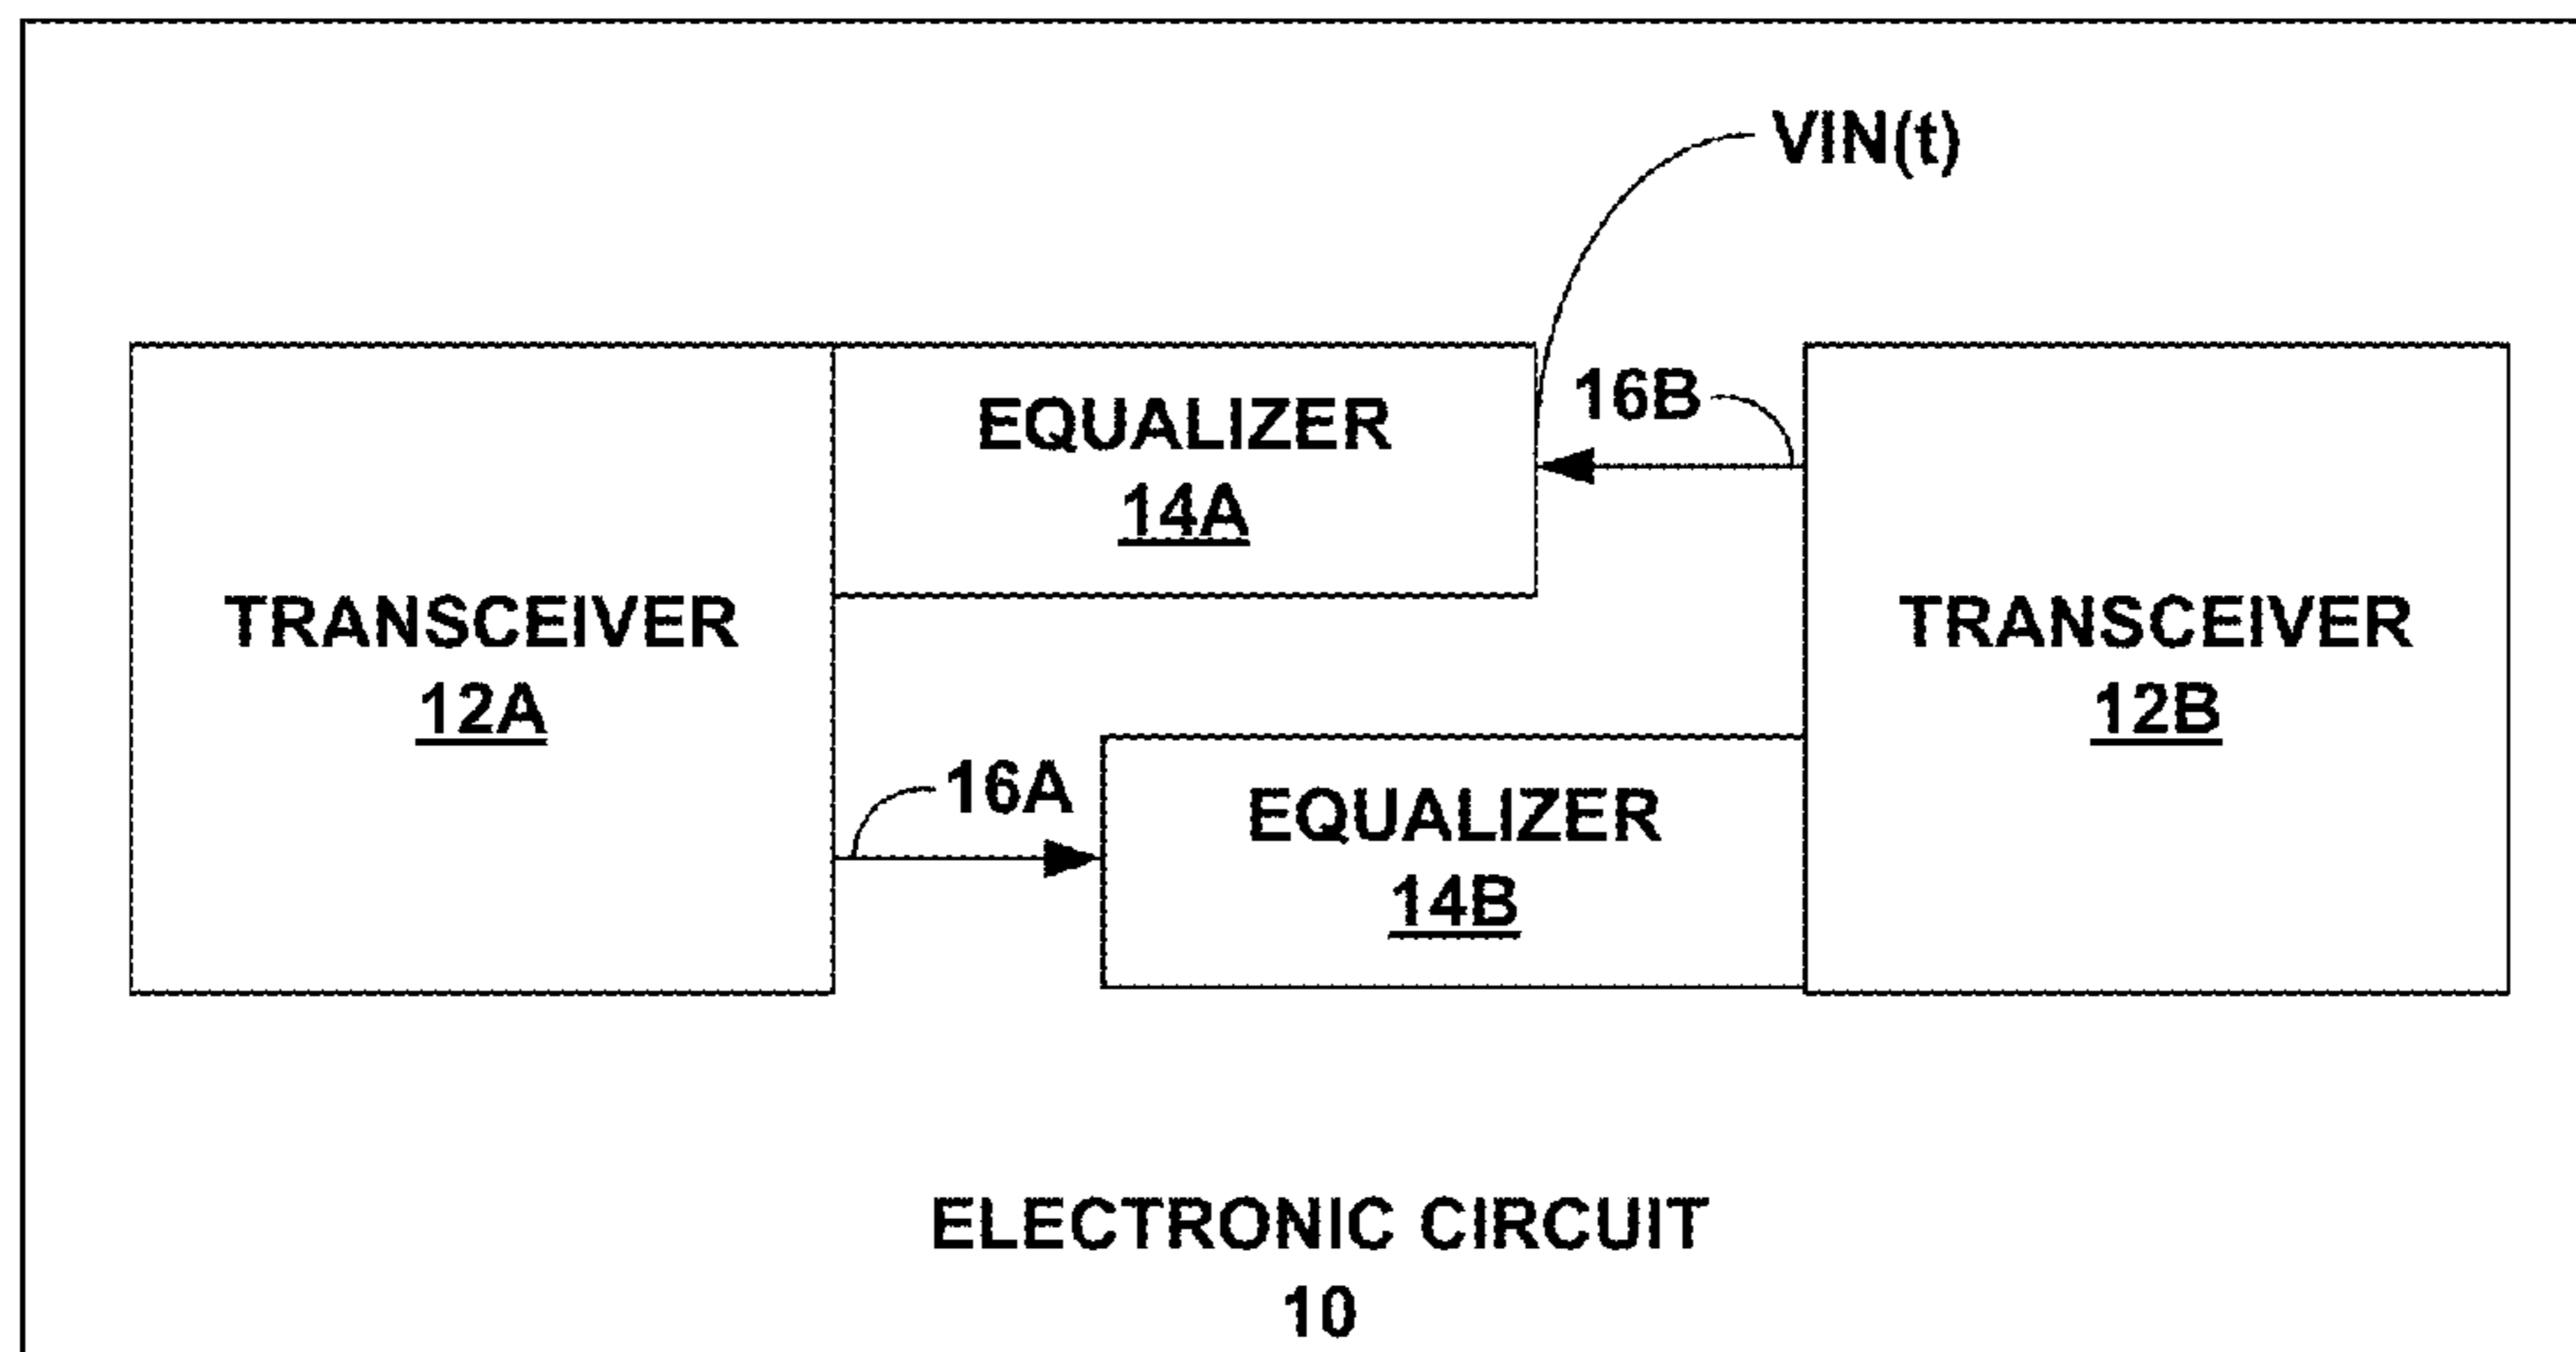 VIN(t)
EQUALIZER
14A
16B
TRANSCEIVER
12A
TRANSCEIVER
12B
16A
EQUALIZER
14B
ELECTRONIC CIRCUIT
10